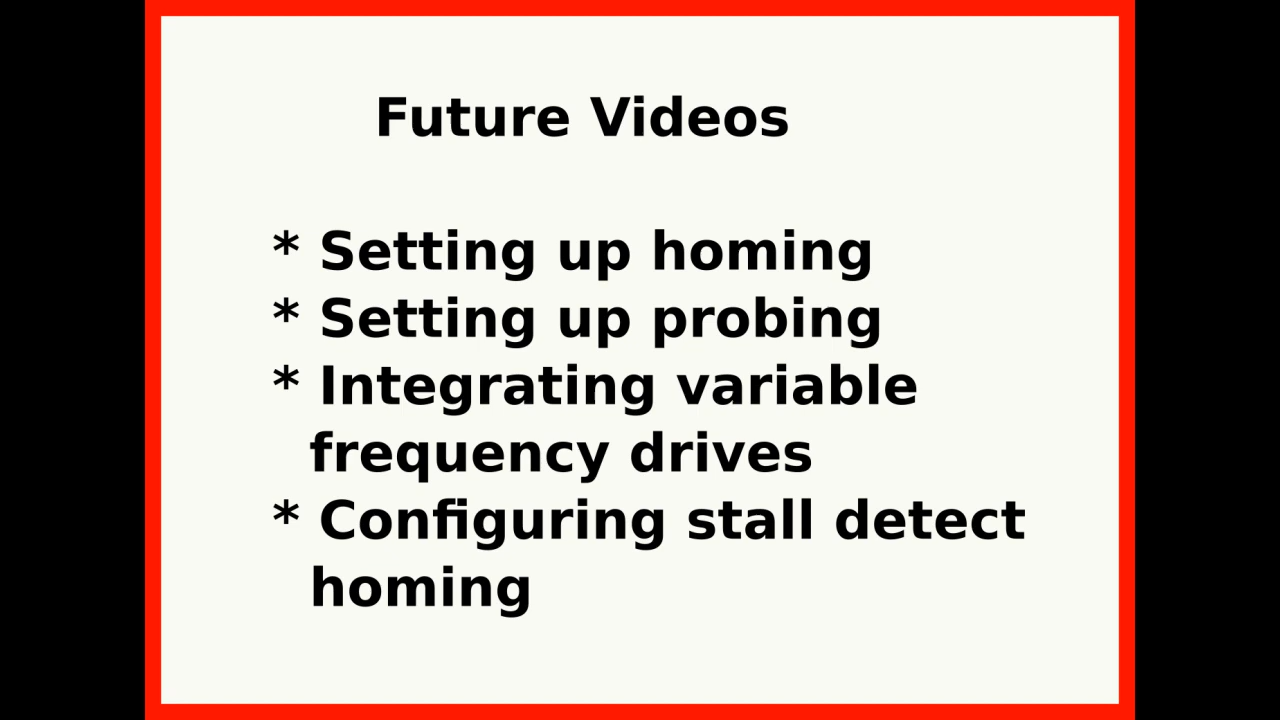 Future Videos
* Setting up homing
* Setting up probing
* Integrating variable
frequency drives
* Configuring stall detect
homing